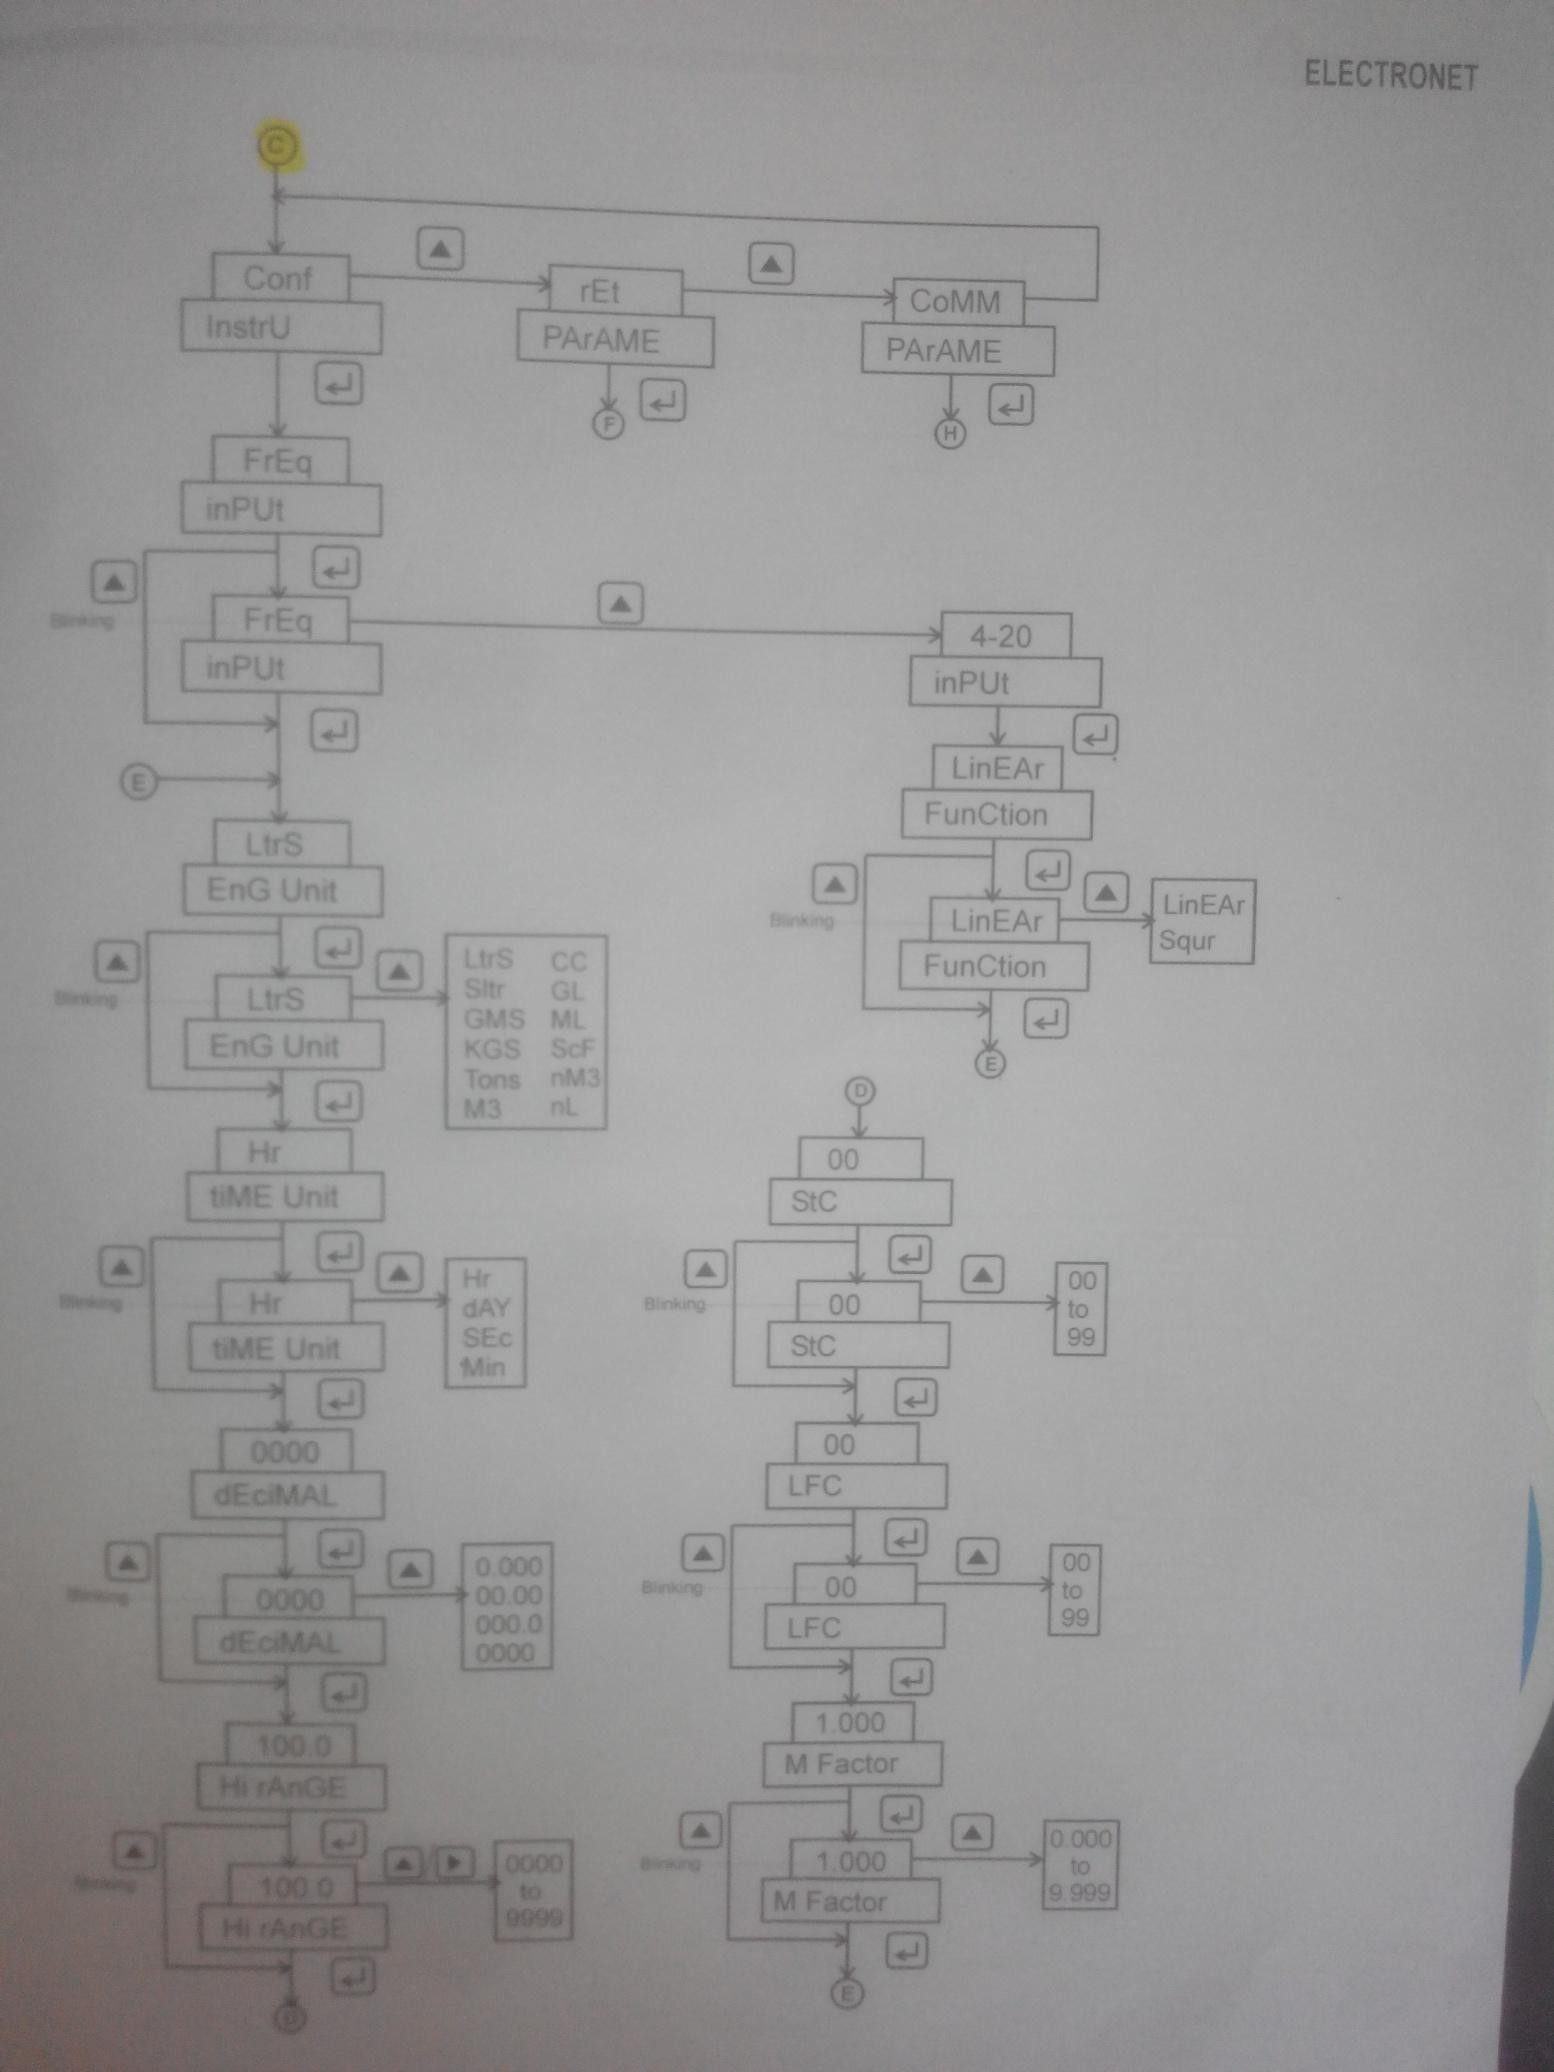 ELECTRONET
C
Conf
InstrU
rEt
PArAME
CoMM
PArAME
F
H
FrEq
inPUt
Blinking
FrEq
inPUt
4-20
inPUt
E
LinEAr
FunCtion
Blinking
LinEAr
FunCtion
LinEAr
Squr
E
LtrS
EnG Unit
Blinking
LtrS
EnG Unit
LtrS CC
Sltr GL
GMS ML
KGS ScF
Tons nM3
M3 nL
Hr
tiME Unit
Blinking
Hr
tiME Unit
Hr
dAY
SEc
Min
0000
dEciMAL
Blinking
0000
dEciMAL
0.000
00.00
000.0
0000
100.0
Hi rAnGE
Blinking
100.0
Hi rAnGE
0000
to
9999
D
D
00
StC
Blinking
00
StC
00
to
99
00
LFC
Blinking
00
LFC
00
to
99
1.000
M Factor
Blinking
1.000
M Factor
0.000
to
9.999
E